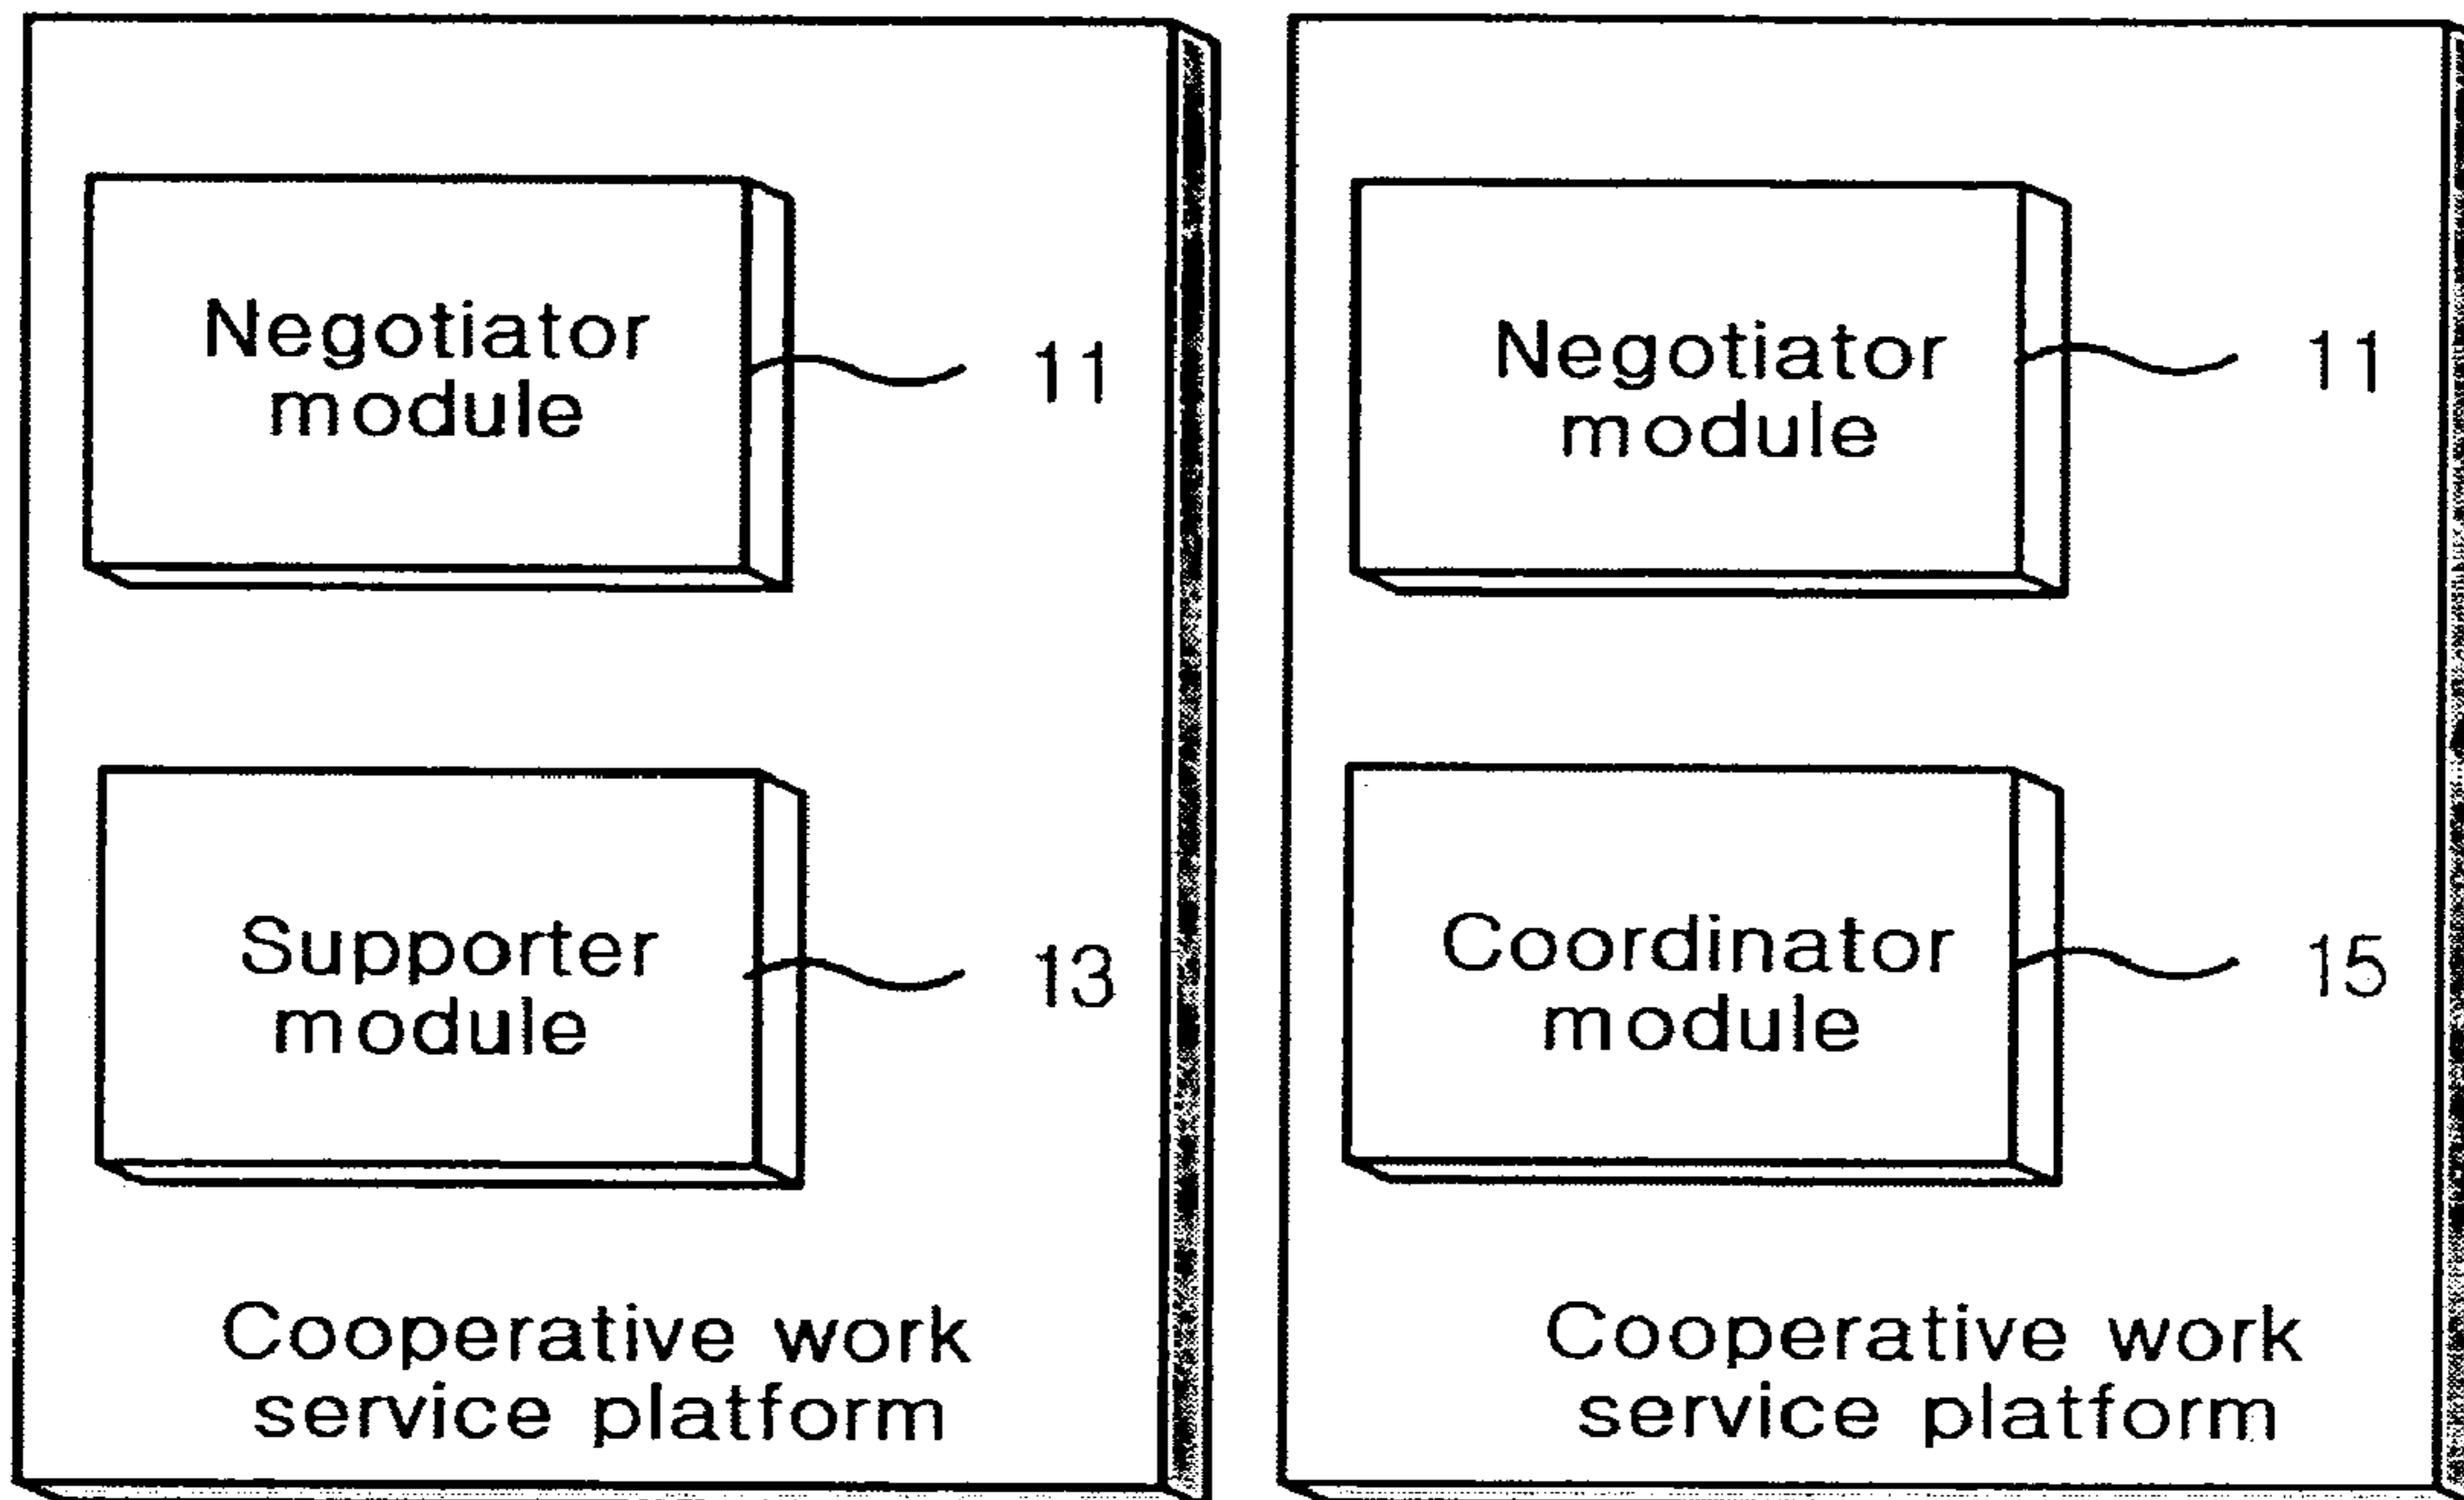 Negotiator
module
11
Supporter
module
13
Cooperative work
service platform
Negotiator
module
11
Coordinator
module
15
Cooperative work
service platform